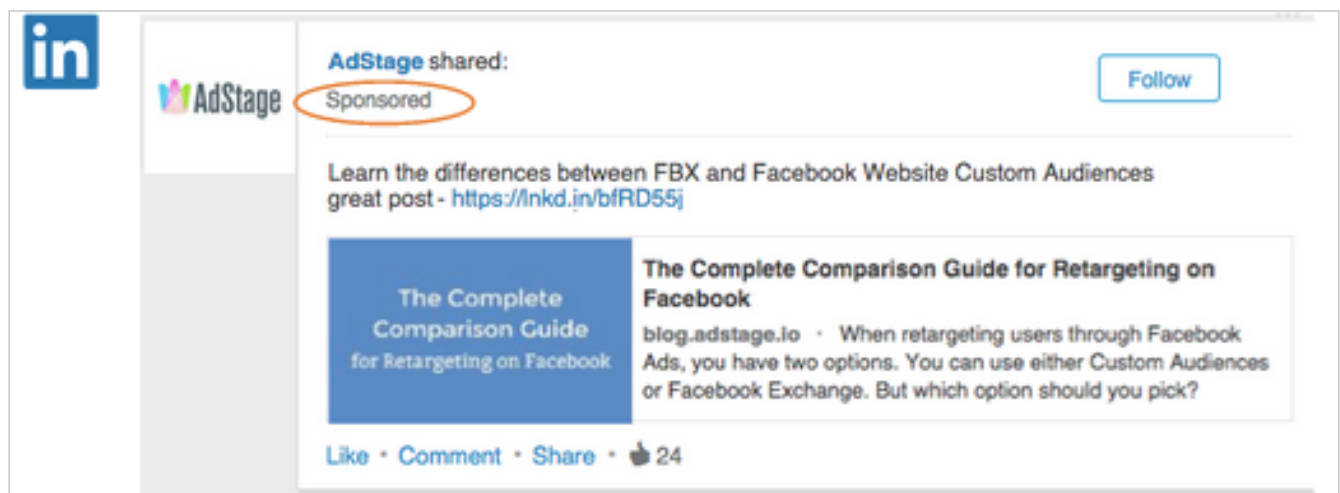 in
AdStage
AdStage shared:
Sponsored
Follow
Learn the differences between FBX and Facebook Website Custom Audiences
great post - https://lnkd.in/bfRD55j
The Complete
Comparison Guide
for Retargeting on Facebook
The Complete Comparison Guide for Retargeting on
Facebook
blog.adstage.io · When retargeting users through Facebook
Ads, you have two options. You can use either Custom Audiences
or Facebook Exchange. But which option should you pick?
Like · Comment · Share · 24